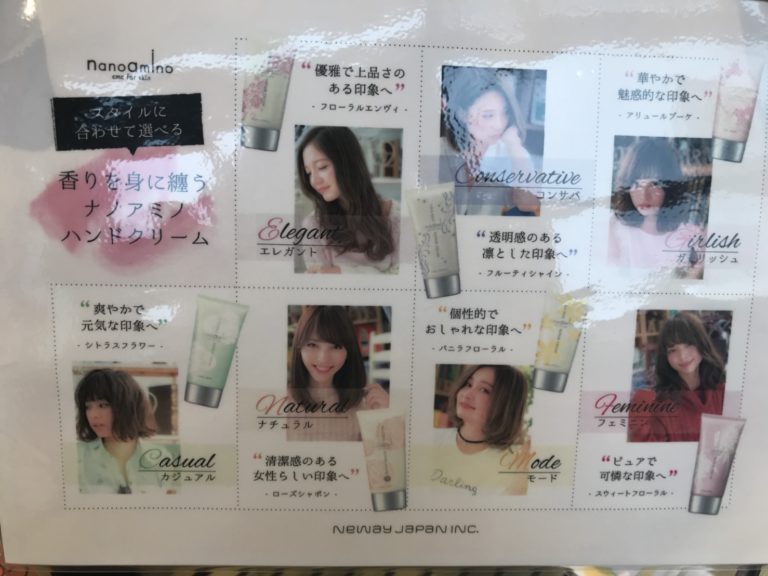 nanoamino
スタイルに
合わせて選べる
香りを身に纏う
ナノアミノ
ハンドクリーム
“優雅で上品さの
ある印象へ”
- フローラルエンヴィ -
Elegant
エレガント
Conservative
コンサバ
“透明感のある
凛とした印象へ”
- フルーティシャイン -
“華やかで
魅惑的な印象へ”
- アリュールブーケ -
Girlish
ガーリッシュ
“爽やかで
元気な印象へ”
- シトラスフラワー -
Casual
カジュアル
Natural
ナチュラル
“清潔感のある
女性らしい印象へ”
- ローズシャボン -
“個性的で
おしゃれな印象へ”
- バニラフローラル -
Darling
Mode
モード
Feminine
フェミニン
“ピュアで
可憐な印象へ”
- スウィートフローラル -
NEWAY JAPAN INC.